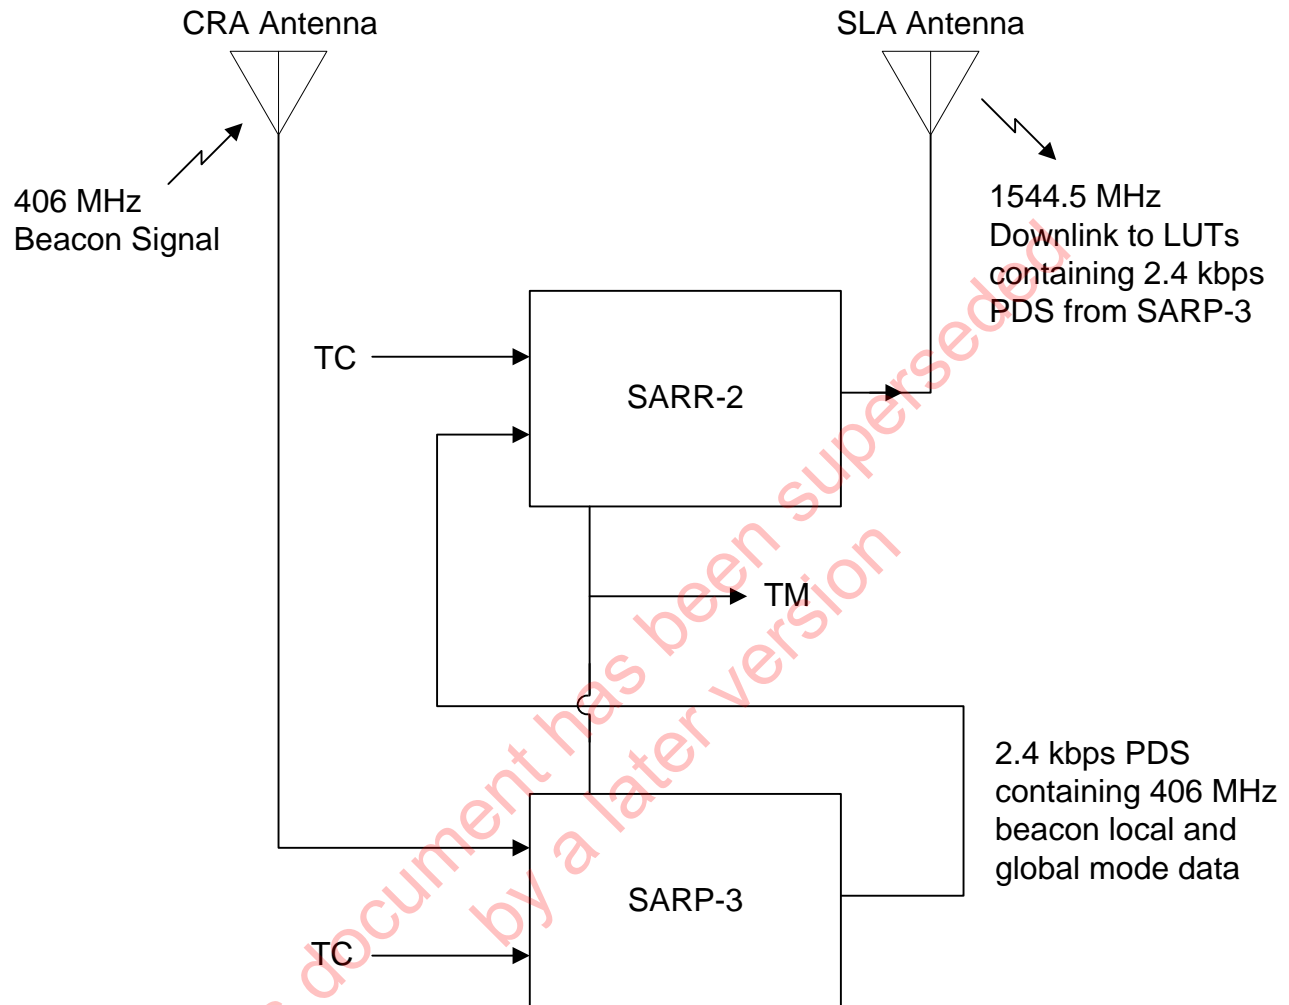 CRA Antenna
SLA Antenna
406 MHz
Beacon Signal
1544.5 MHz
Downlink to LUTs
containing 2.4 kbps
PDS from SARP-3
TC
SARR-2
TM
2.4 kbps PDS
containing 406 MHz
beacon local and
global mode data
SARP-3
TC
s document has been superseded
by a later version